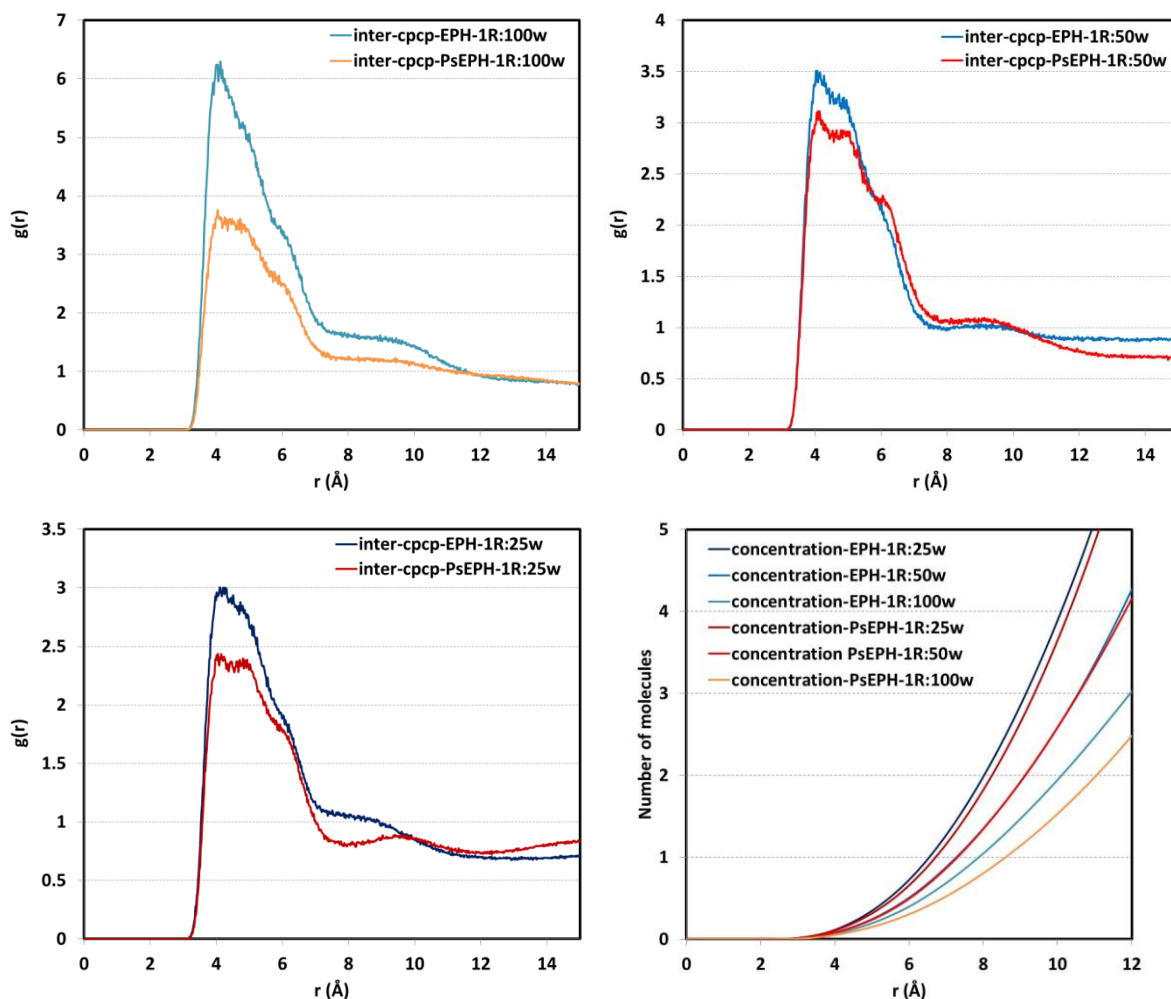 7
6
5
4
3
2
1
0
g(r)
inter-cpcp-EPH-1R:100w
inter-cpcp-PsEPH-1R:100w
0 2 4 6 8 10 12 14
r (Å)
4
3.5
3
2.5
2
1.5
1
0.5
0
g(r)
inter-cpcp-EPH-1R:50w
inter-cpcp-PsEPH-1R:50w
0 2 4 6 8 10 12 14
r (Å)
3.5
3
2.5
2
1.5
1
0.5
0
g(r)
inter-cpcp-EPH-1R:25w
inter-cpcp-PsEPH-1R:25w
0 2 4 6 8 10 12 14
r (Å)
5
4
3
2
1
0
Number of molecules
concentration-EPH-1R:25w
concentration-EPH-1R:50w
concentration-EPH-1R:100w
concentration-PsEPH-1R:25w
concentration PsEPH-1R:50w
concentration-PsEPH-1R:100w
0 2 4 6 8 10 12
r (Å)